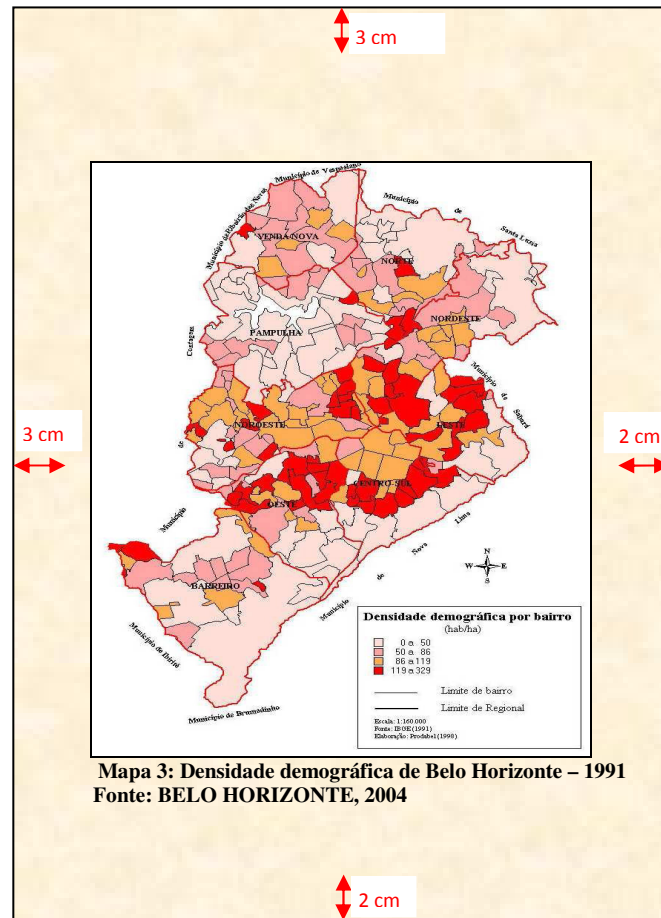 3 cm
Município de Vespasiano
Município de Ribeirão das Neves
Município
de
Santa Luzia
VENDA NOVA
NORTE
NORDESTE
PAMPULHA
Contagem
Município
de
Sabará
NOROESTE
LESTE
3 cm
2 cm
de
CENTRO-SUL
OESTE
Município
Lima
Nova
de
Município
N
W
E
S
BARREIRO
Município de Ibirité
Município de Brumadinho
Densidade demográfica por bairro
(hab/ha)
0 a 50
50 a 86
86 a 119
119 a 329
Limite de bairro
Limite de Regional
Escala: 1:160.000
Fonte: IBGE (1991)
Elaboração: Prodabel (1998)
Mapa 3: Densidade demográfica de Belo Horizonte – 1991
Fonte: BELO HORIZONTE, 2004
2 cm